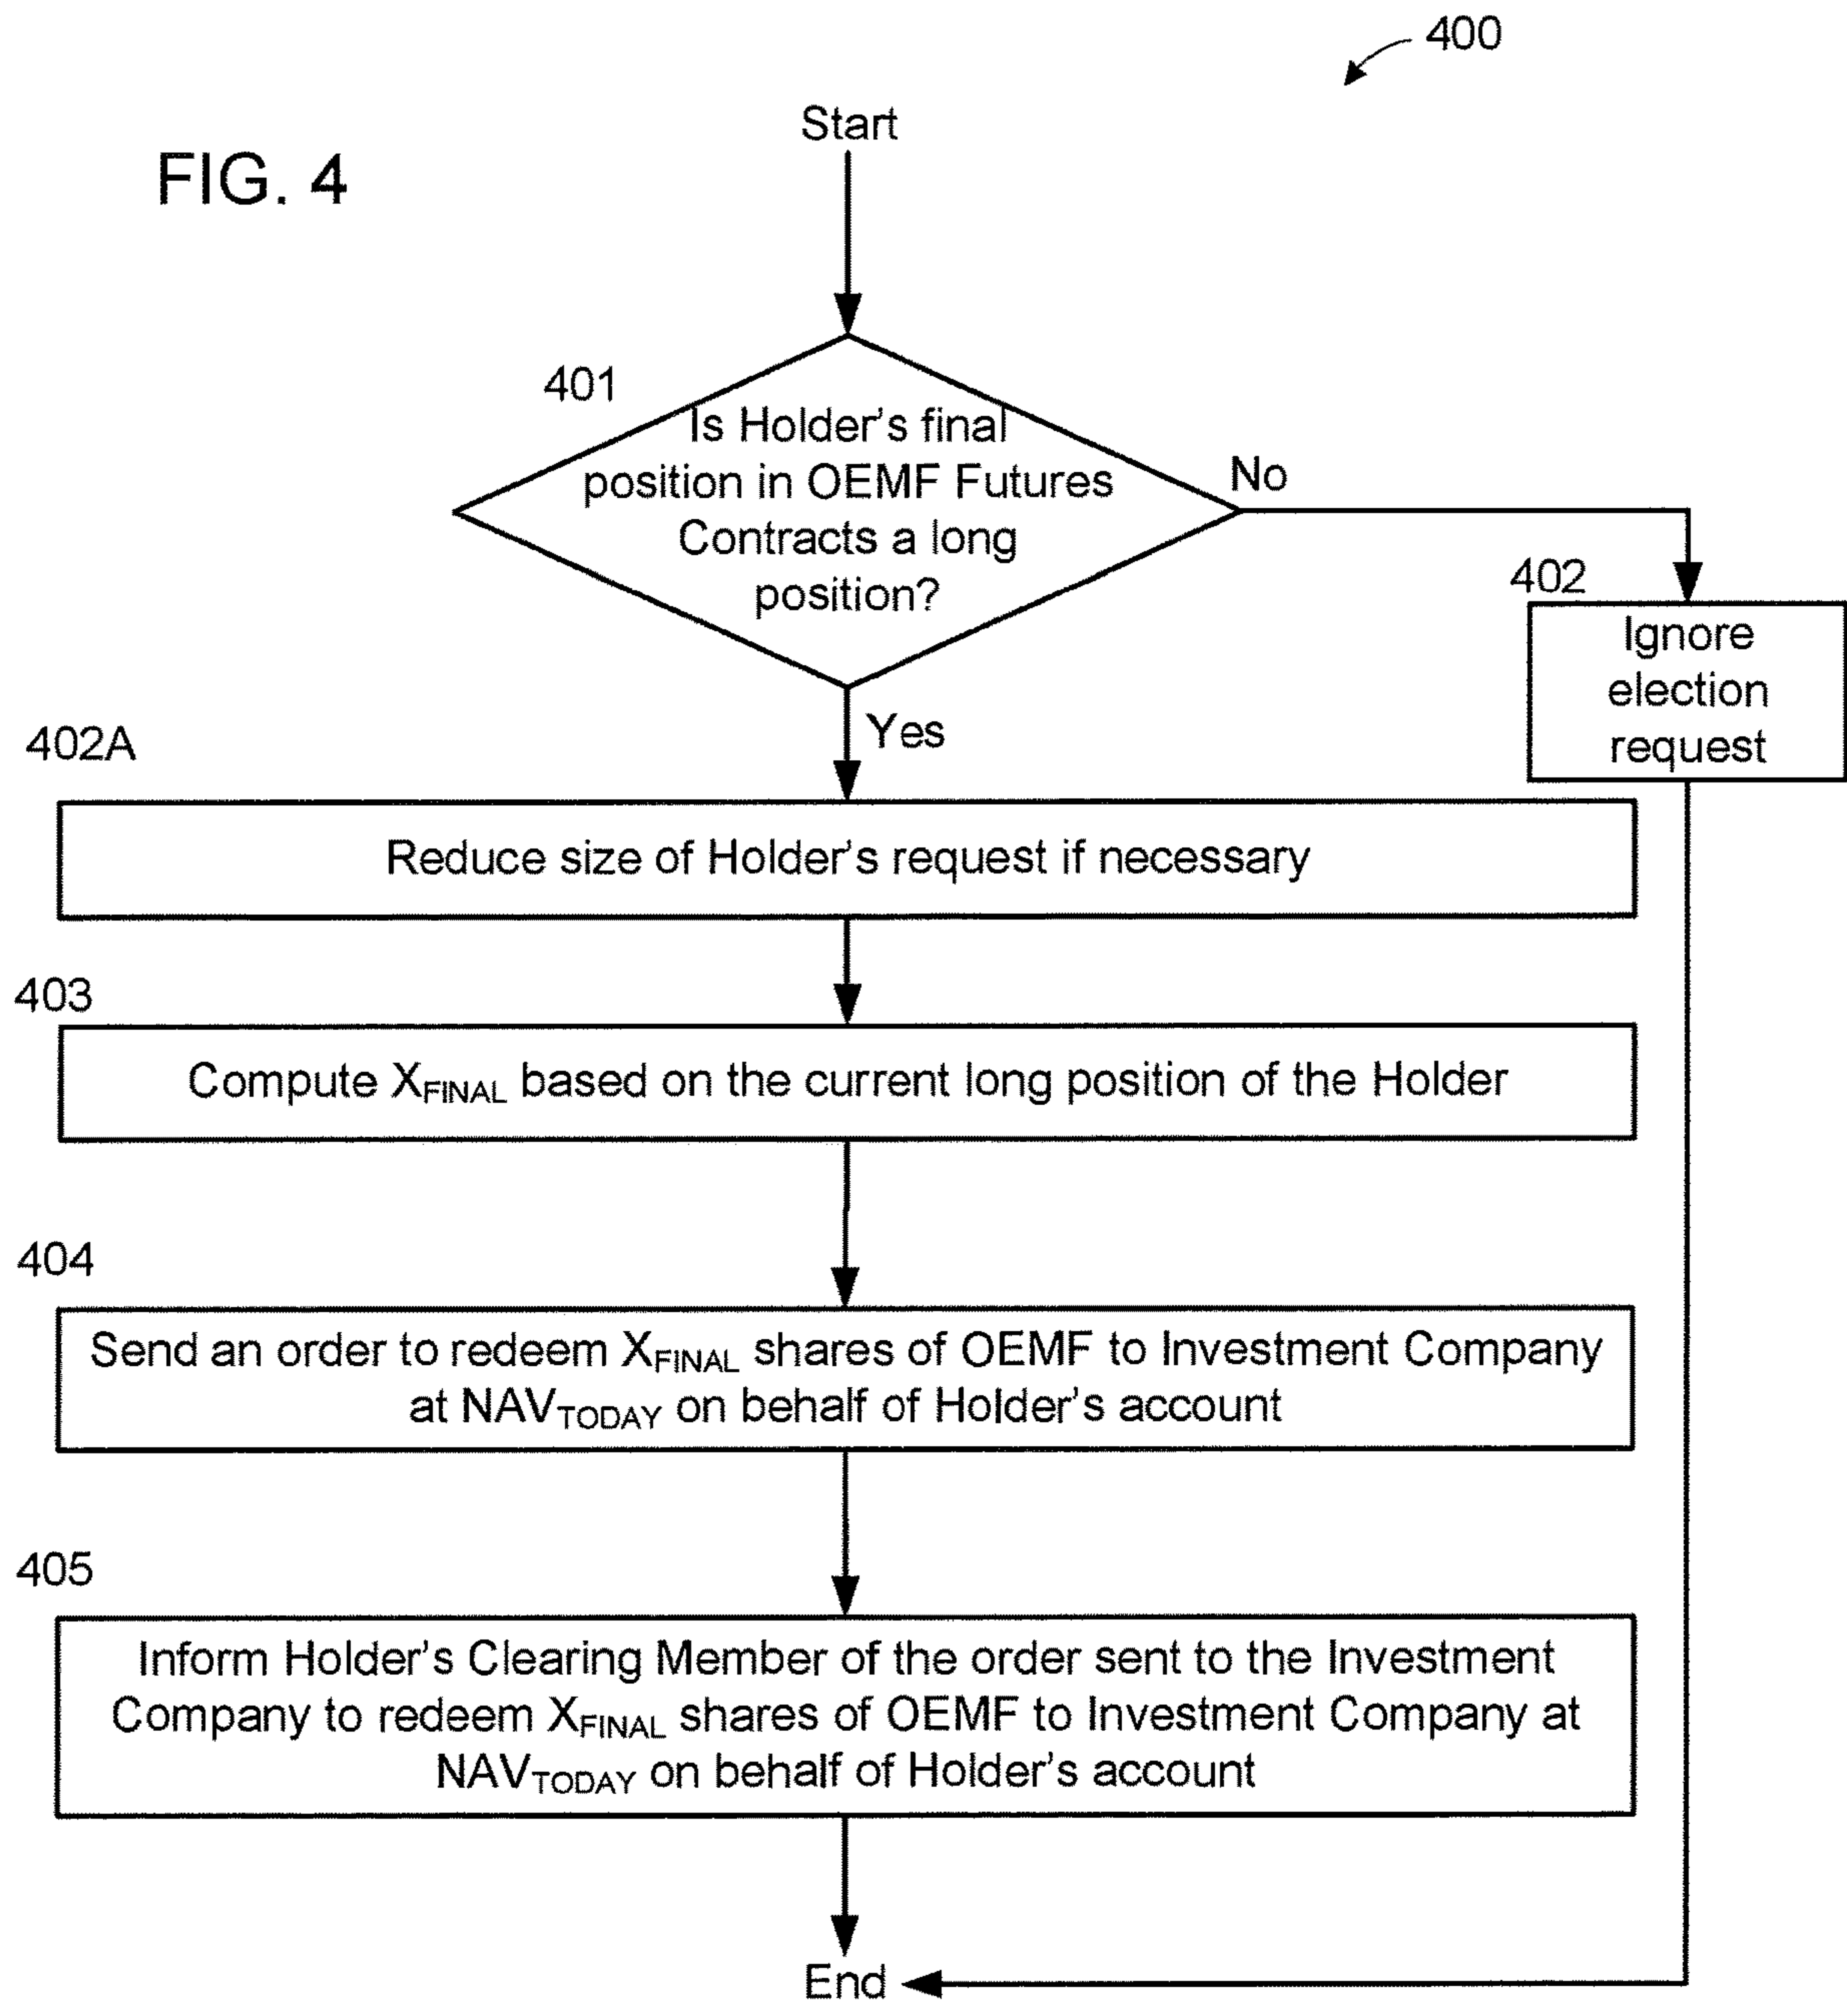 400
Start
FIG. 4
401
Is Holder's final
position in OEMF Futures
Contracts a long
position?
No
402
Ignore
election
request
Yes
402A
Reduce size of Holder's request if necessary
403
Compute XFINAL based on the current long position of the Holder
404
Send an order to redeem XFINAL shares of OEMF to Investment Company
at NAVTODAY on behalf of Holder's account
405
Inform Holder's Clearing Member of the order sent to the Investment
Company to redeem XFINAL shares of OEMF to Investment Company at
NAVTODAY on behalf of Holder's account
End